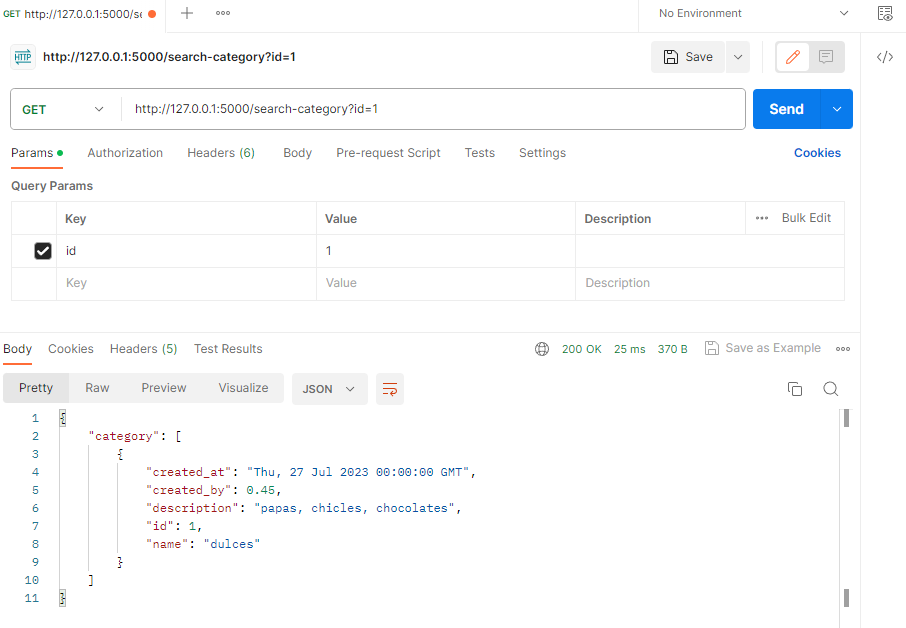 GET http://127.0.0.1:5000/se
No Environment
HTTP http://127.0.0.1:5000/search-category?id=1
Save
GET http://127.0.0.1:5000/search-category?id=1
Send
Params Authorization Headers (6) Body Pre-request Script Tests Settings Cookies
Query Params
Key Value Description Bulk Edit
id 1
Key Value Description
Body Cookies Headers (5) Test Results 200 OK 25 ms 370 B Save as Example
Pretty Raw Preview Visualize JSON
1 {
2 "category": [
3 {
4 "created_at": "Thu, 27 Jul 2023 00:00:00 GMT",
5 "created_by": 0.45,
6 "description": "papas, chicles, chocolates",
7 "id": 1,
8 "name": "dulces"
9 }
10 ]
11 }